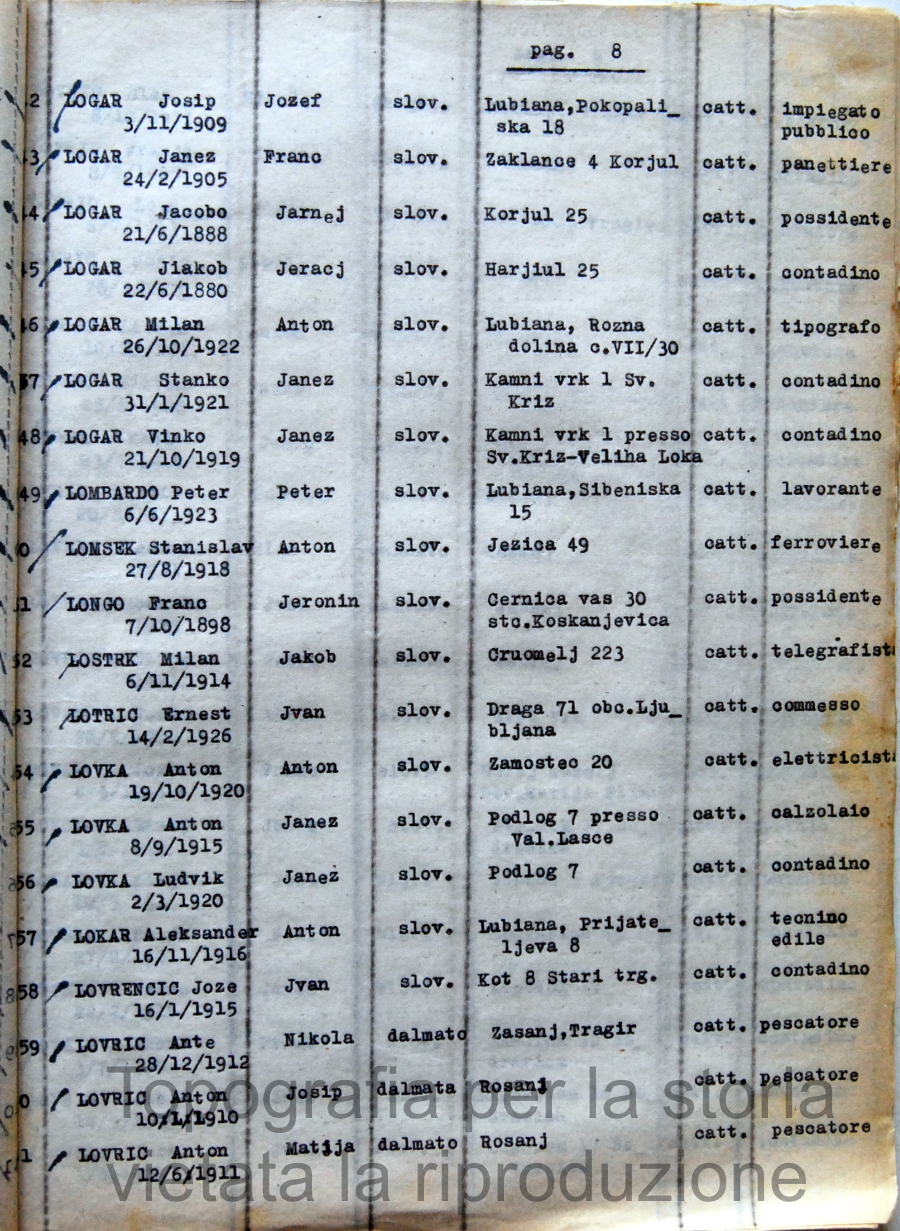 pag. 8
2 LOGAR Josip Jozef slov. Lubiana,Pokopali_ catt. impiegato
3/11/1909 ska 18 pubblico
3 LOGAR Janez Franc slov. Zaklance 4 Korjul catt. panettiere
24/2/1905
4 LOGAR Jacobo Jarnej slov. Korjul 25 catt. possidente
21/6/1888
5 LOGAR Jiakob Jeracj slov. Harjiul 25 catt. contadino
22/6/1880
46 LOGAR Milan Anton slov. Lubiana, Rozna catt. tipografo
26/10/1922 dolina c.VII/30
37 LOGAR Stanko Janez slov. Kamni vrk 1 Sv. catt. contadino
31/1/1921 Kriz
48 LOGAR Vinko Janez slov. Kamni vrk 1 presso catt. contadino
21/10/1919 Sv.Kriz-Veliha Loka
49 LOMBARDO Peter Peter slov. Lubiana,Sibeniska catt. lavorante
6/6/1923 15
0 LOMSEK Stanislav Anton slov. Jezica 49 catt. ferroviere
27/8/1918
1 LONGO Franc Jeronin slov. Cernica vas 30 catt. possidente
7/10/1898 stc.Koskanjevica
52 LOSTRK Milan Jakob slov. Cruomelj 223 catt. telegrafista
6/11/1914
53 LOTRIC Ernest Jvan slov. Draga 71 obc.Lju_ catt. commesso
14/2/1926 bljana
54 LOVKA Anton Anton slov. Zamostec 20 catt. elettricista
19/10/1920
55 LOVKA Anton Janez slov. Podlog 7 presso catt. calzolaio
8/9/1915 Val.Lasce
56 LOVKA Ludvik Janez slov. Podlog 7 catt. contadino
2/3/1920
57 LOKAR Aleksander Anton slov. Lubiana, Prijate_ catt. tecnino
16/11/1916 ljeva 8 edile
58 LOVRENCIC Joze Jvan slov. Kot 8 Stari trg. catt. contadino
16/1/1915
59 LOVRIC Ante Nikola dalmato Zasanj,Tragir catt. pescatore
28/12/1912
0 LOVRIC Anton Josip dalmata Rosanj catt. pescatore
10/1/1910
1 LOVRIC Anton Matija dalmato Rosanj catt. pescatore
12/6/1911
Topografia per la storia
vietata la riproduzione